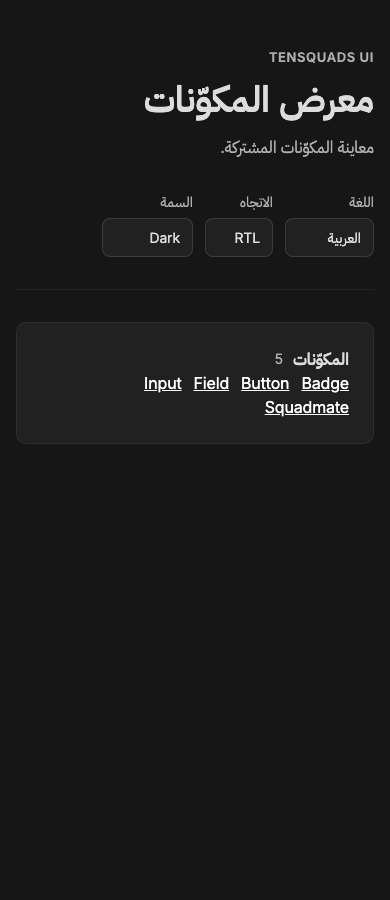 TENSQUADS UI
معرض المكوّنات
معاينة المكوّنات المشتركة.
اللغة الاتجاه السمة
العربية RTL Dark
المكوّنات 5
Badge Button Field Input
Squadmate